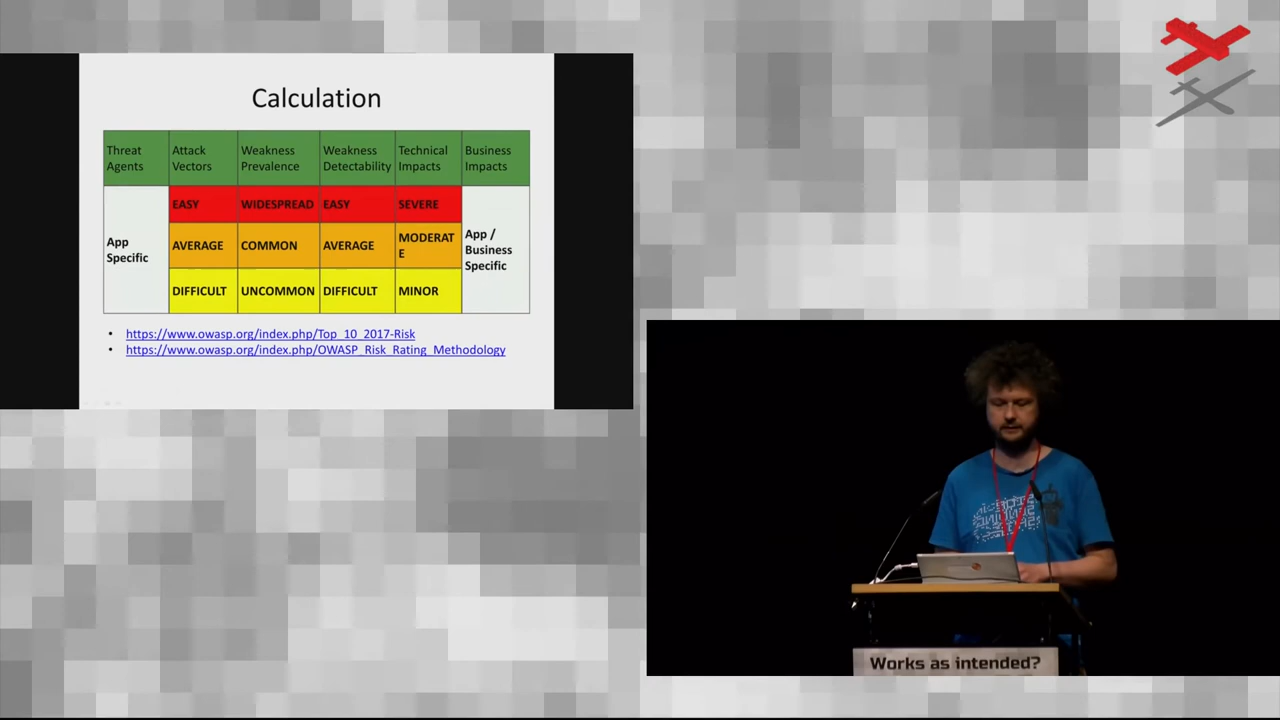 Calculation
Threat Agents
Attack Vectors
Weakness Prevalence
Weakness Detectability
Technical Impacts
Business Impacts
App Specific
EASY
WIDESPREAD
EASY
SEVERE
App / Business Specific
AVERAGE
COMMON
AVERAGE
MODERAT
E
DIFFICULT
UNCOMMON
DIFFICULT
MINOR
• https://www.owasp.org/index.php/Top_10_2017-Risk
• https://www.owasp.org/index.php/OWASP_Risk_Rating_Methodology
Works as intended?